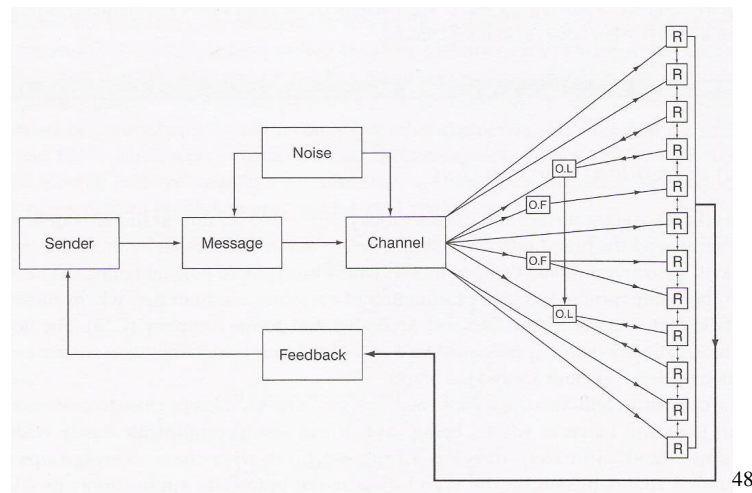 R
R
R
Noise
R
O.L
R
O.F
R
Sender
Message
Channel
O.F
R
R
O.L
R
Feedback
R
R
R
48